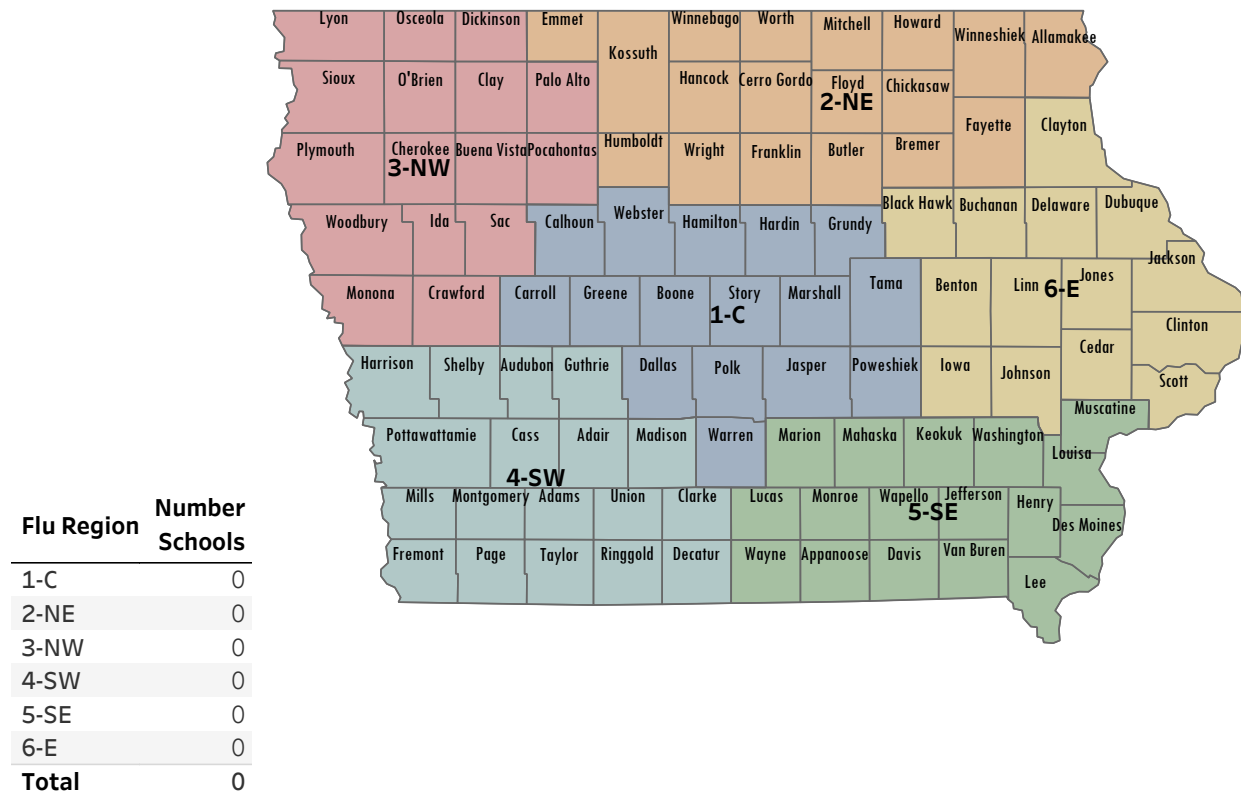 Lyon Osceola Dickinson Emmet Winnebago Worth Mitchell Howard Winneshiek Allamakee
Kossuth
Sioux O'Brien Clay Palo Alto Hancock Cerro Gordo Floyd Chickasaw
2-NE
Fayette Clayton
Plymouth Cherokee Buena Vista Pocahontas Humboldt Wright Franklin Butler Bremer
3-NW
Woodbury Ida Sac Calhoun Webster Hamilton Hardin Grundy Black Hawk Buchanan Delaware Dubuque
Jackson
Monona Crawford Carroll Greene Boone Story Marshall Tama Benton Linn Jones
6-E
1-C
Clinton
Harrison Shelby Audubon Guthrie Dallas Polk Jasper Poweshiek Iowa Johnson Cedar
Scott
Muscatine
Pottawattamie Cass Adair Madison Warren Marion Mahaska Keokuk Washington
Louisa
4-SW
Mills Montgomery Adams Union Clarke Lucas Monroe Wapello Jefferson Henry
5-SE
Des Moines
Fremont Page Taylor Ringgold Decatur Wayne Appanoose Davis Van Buren
Lee
Flu Region Number
Schools
1-C 0
2-NE 0
3-NW 0
4-SW 0
5-SE 0
6-E 0
Total 0